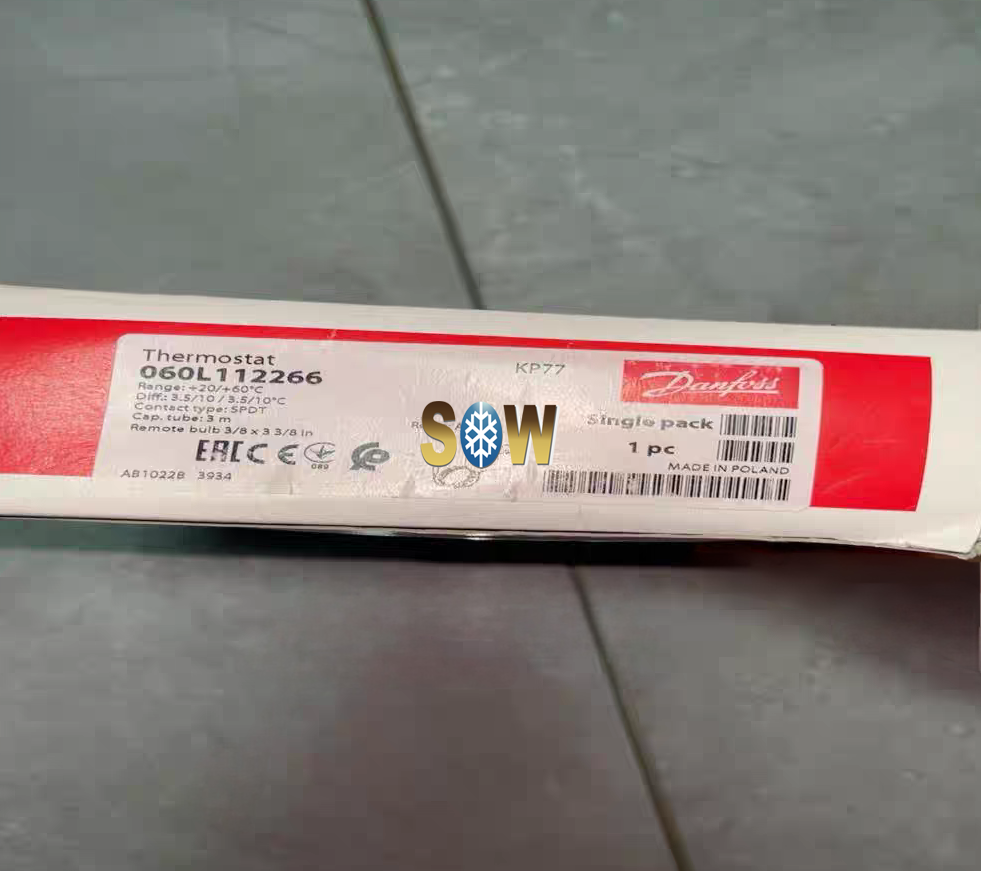 Thermostat
060L112266
Range: +20/+60°C
Diff.: 3.5/10 / 3.5/10°C
Contact type: SPDT
Cap. tube: 3 m
Remote bulb 3/8 x 3 3/8 in
EAC CE
089
AB1022B 3934
KP77
Danfoss
Single pack
1 pc
MADE IN POLAND
SOW